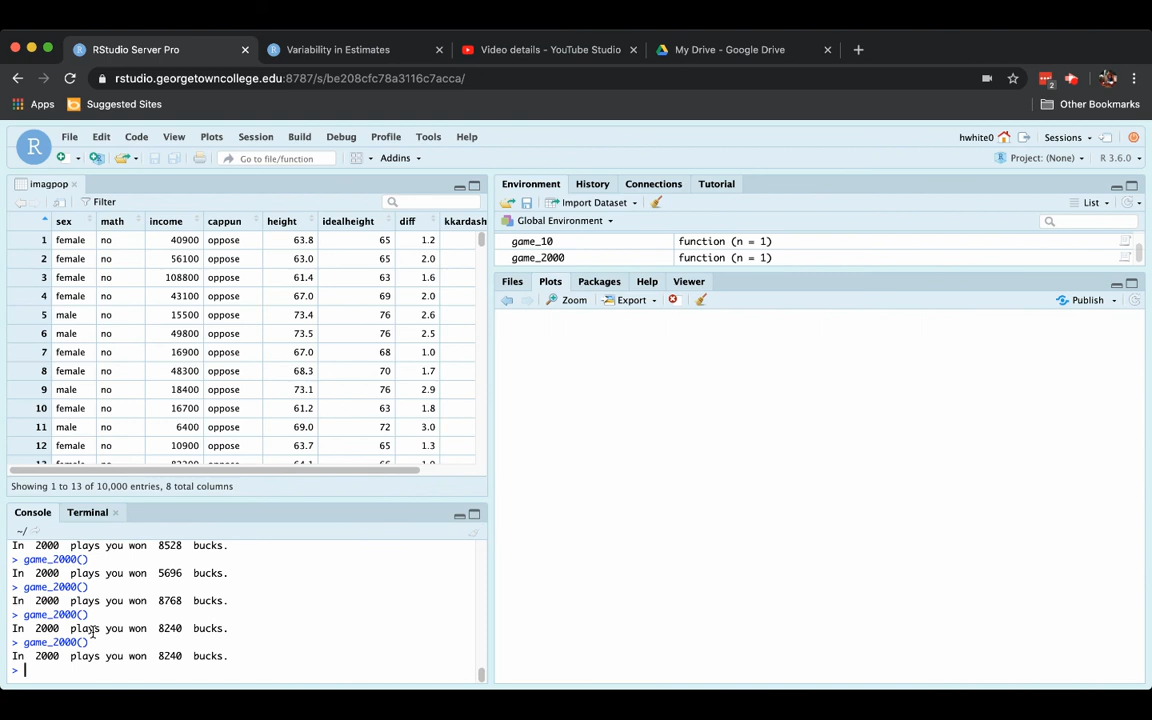 RStudio Server Pro
Variability in Estimates
Video details - YouTube Studio
My Drive - Google Drive
rstudio.georgetowncollege.edu:8787/s/be208cfc78a3116c7acca/
2
Apps
Suggested Sites
Other Bookmarks
R
File Edit Code View Plots Session Build Debug Profile Tools Help
hwhite0
Sessions
Go to file/function
Addins
Project: (None)
R 3.6.0
imagpop
Filter
sex math income cappun height idealheight diff kkardash
1 female no 40900 oppose 63.8 65 1.2
2 female no 56100 oppose 63.0 65 2.0
3 female no 108800 oppose 61.4 63 1.6
4 female no 43100 oppose 67.0 69 2.0
5 male no 15500 oppose 73.4 76 2.6
6 male no 49800 oppose 73.5 76 2.5
7 female no 16900 oppose 67.0 68 1.0
8 female no 48300 oppose 68.3 70 1.7
9 male no 18400 oppose 73.1 76 2.9
10 female no 16700 oppose 61.2 63 1.8
11 male no 6400 oppose 69.0 72 3.0
12 female no 10900 oppose 63.7 65 1.3
Showing 1 to 13 of 10,000 entries, 8 total columns
Console Terminal
~/
In 2000 plays you won 8528 bucks.
> game_2000()
In 2000 plays you won 5696 bucks.
> game_2000()
In 2000 plays you won 8768 bucks.
> game_2000()
In 2000 plays you won 8240 bucks.
> game_2000()
In 2000 plays you won 8240 bucks.
>
Environment History Connections Tutorial
Import Dataset
List
Global Environment
game_10 function (n = 1)
game_2000 function (n = 1)
Files Plots Packages Help Viewer
Zoom Export
Publish